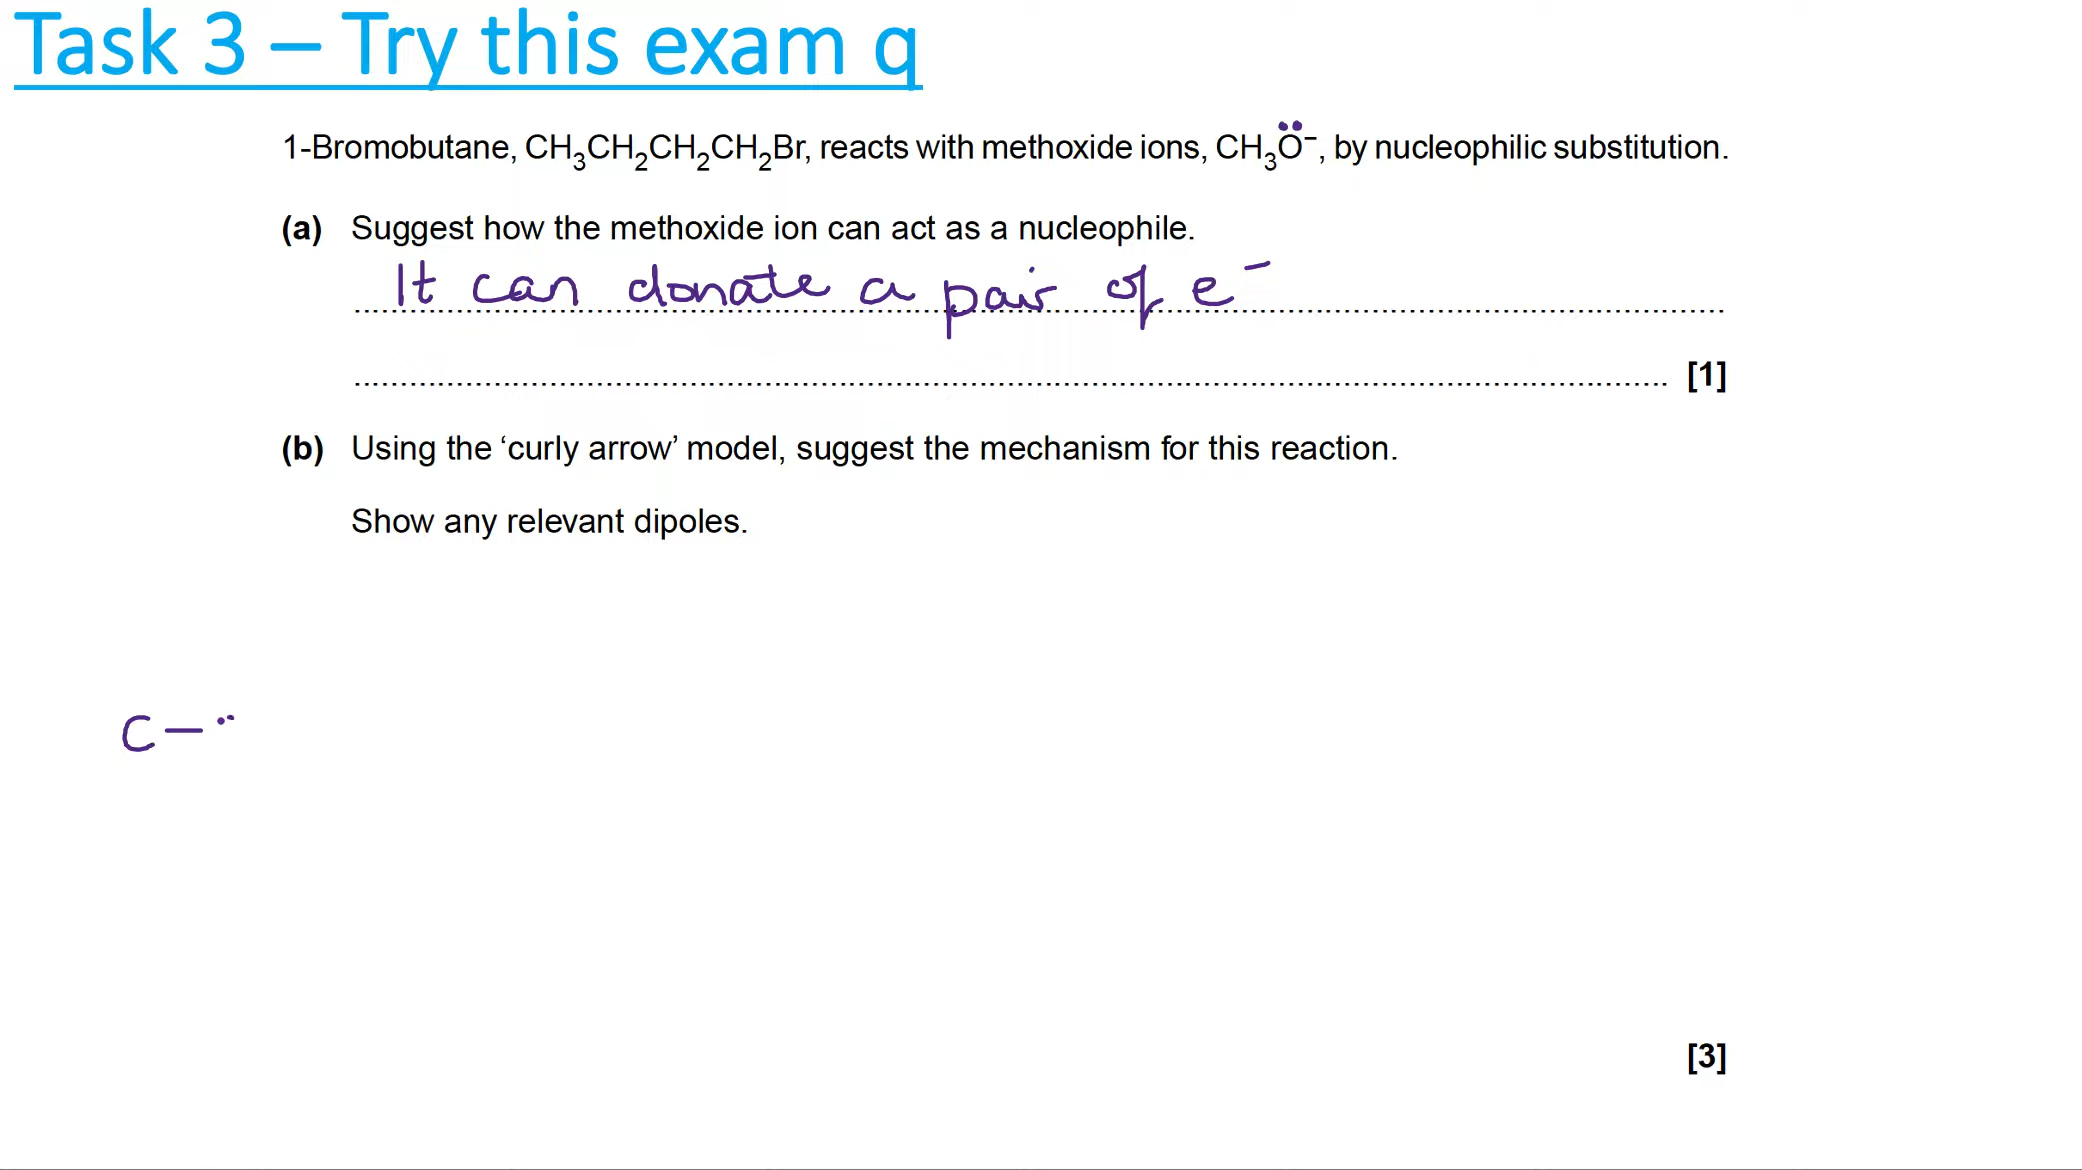 Task 3 – Try this exam q
1-Bromobutane, CH₃CH₂CH₂CH₂Br, reacts with methoxide ions, CH₃Ö⁻, by nucleophilic substitution.
(a) Suggest how the methoxide ion can act as a nucleophile.
It can donate a pair of e⁻
[1]
(b) Using the ‘curly arrow’ model, suggest the mechanism for this reaction.
Show any relevant dipoles.
C – ··
[3]